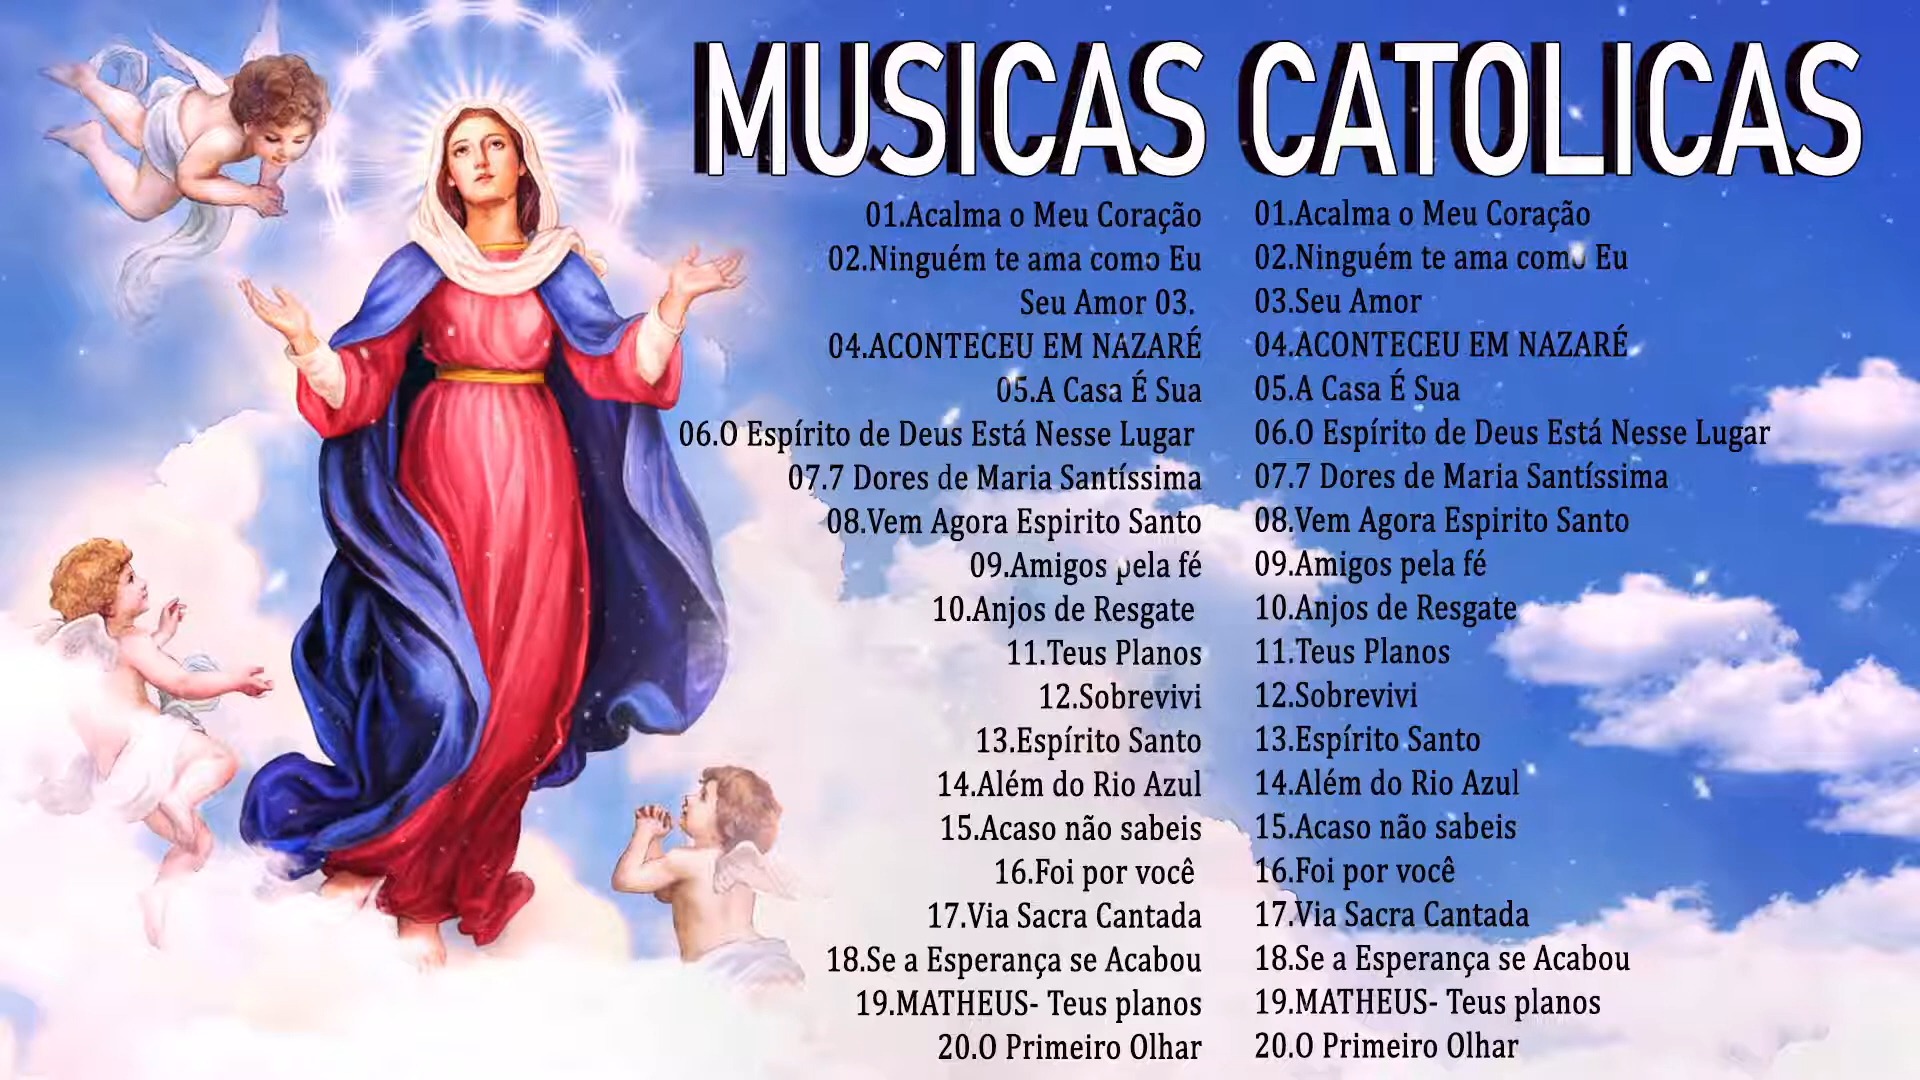 MUSICAS CATOLICAS
01.Acalma o Meu Coração
02.Ninguém te ama como Eu
Seu Amor 03.
04.ACONTECEU EM NAZARÉ
05.A Casa É Sua
06.O Espírito de Deus Está Nesse Lugar
07.7 Dores de Maria Santíssima
08.Vem Agora Espirito Santo
09.Amigos pela fé
10.Anjos de Resgate
11.Teus Planos
12.Sobrevivi
13.Espírito Santo
14.Além do Rio Azul
15.Acaso não sabeis
16.Foi por você
17.Via Sacra Cantada
18.Se a Esperança se Acabou
19.MATHEUS- Teus planos
20.O Primeiro Olhar
01.Acalma o Meu Coração
02.Ninguém te ama como Eu
03.Seu Amor
04.ACONTECEU EM NAZARÉ
05.A Casa É Sua
06.O Espírito de Deus Está Nesse Lugar
07.7 Dores de Maria Santíssima
08.Vem Agora Espirito Santo
09.Amigos pela fé
10.Anjos de Resgate
11.Teus Planos
12.Sobrevivi
13.Espírito Santo
14.Além do Rio Azul
15.Acaso não sabeis
16.Foi por você
17.Via Sacra Cantada
18.Se a Esperança se Acabou
19.MATHEUS- Teus planos
20.O Primeiro Olhar